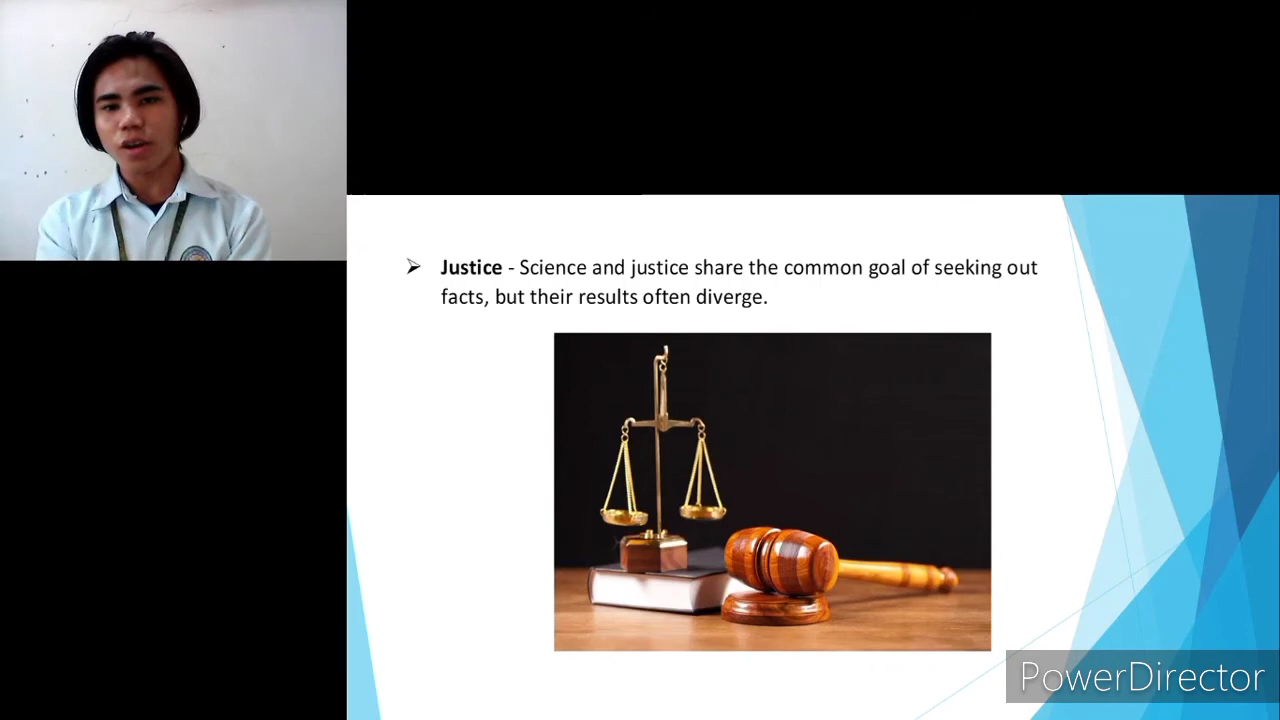 ➢ Justice - Science and justice share the common goal of seeking out
facts, but their results often diverge.
PowerDirector